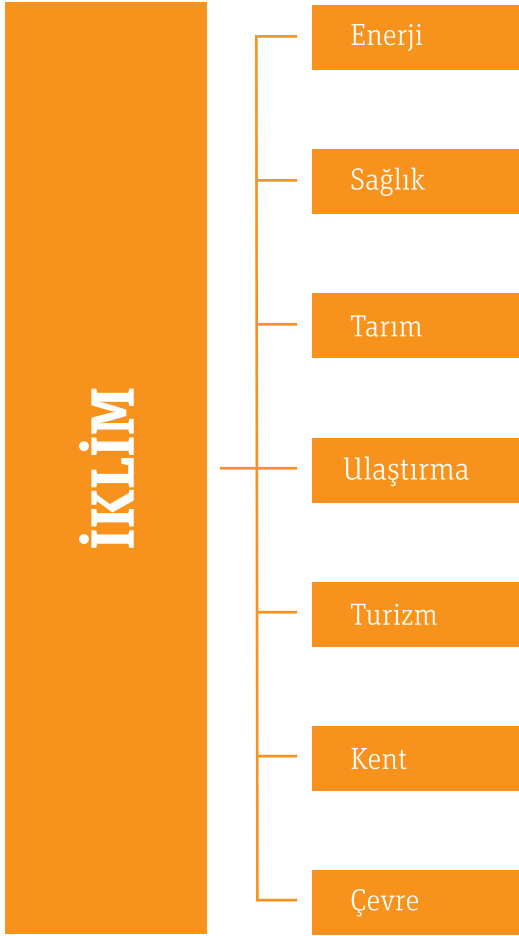 İKLİM
Enerji
Sağlık
Tarım
Ulaştırma
Turizm
Kent
Çevre